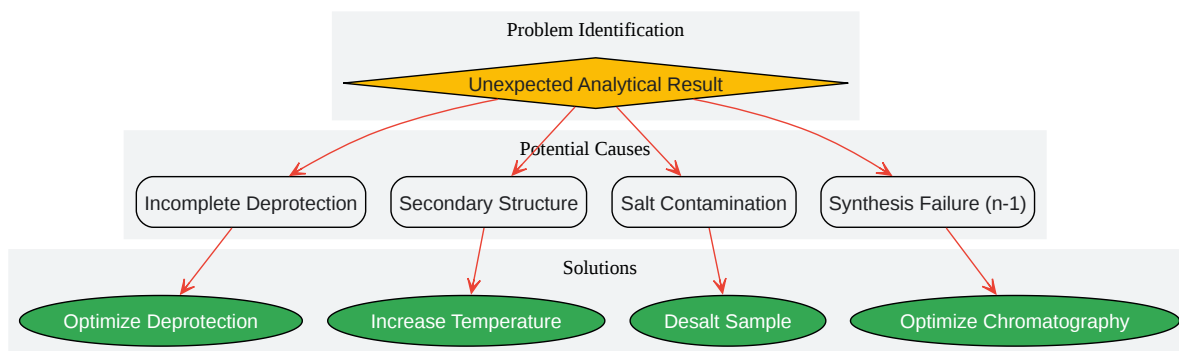 Problem Identification
Unexpected Analytical Result
Potential Causes
Incomplete Deprotection
Secondary Structure
Salt Contamination
Synthesis Failure (n-1)
Solutions
Optimize Deprotection
Increase Temperature
Desalt Sample
Optimize Chromatography